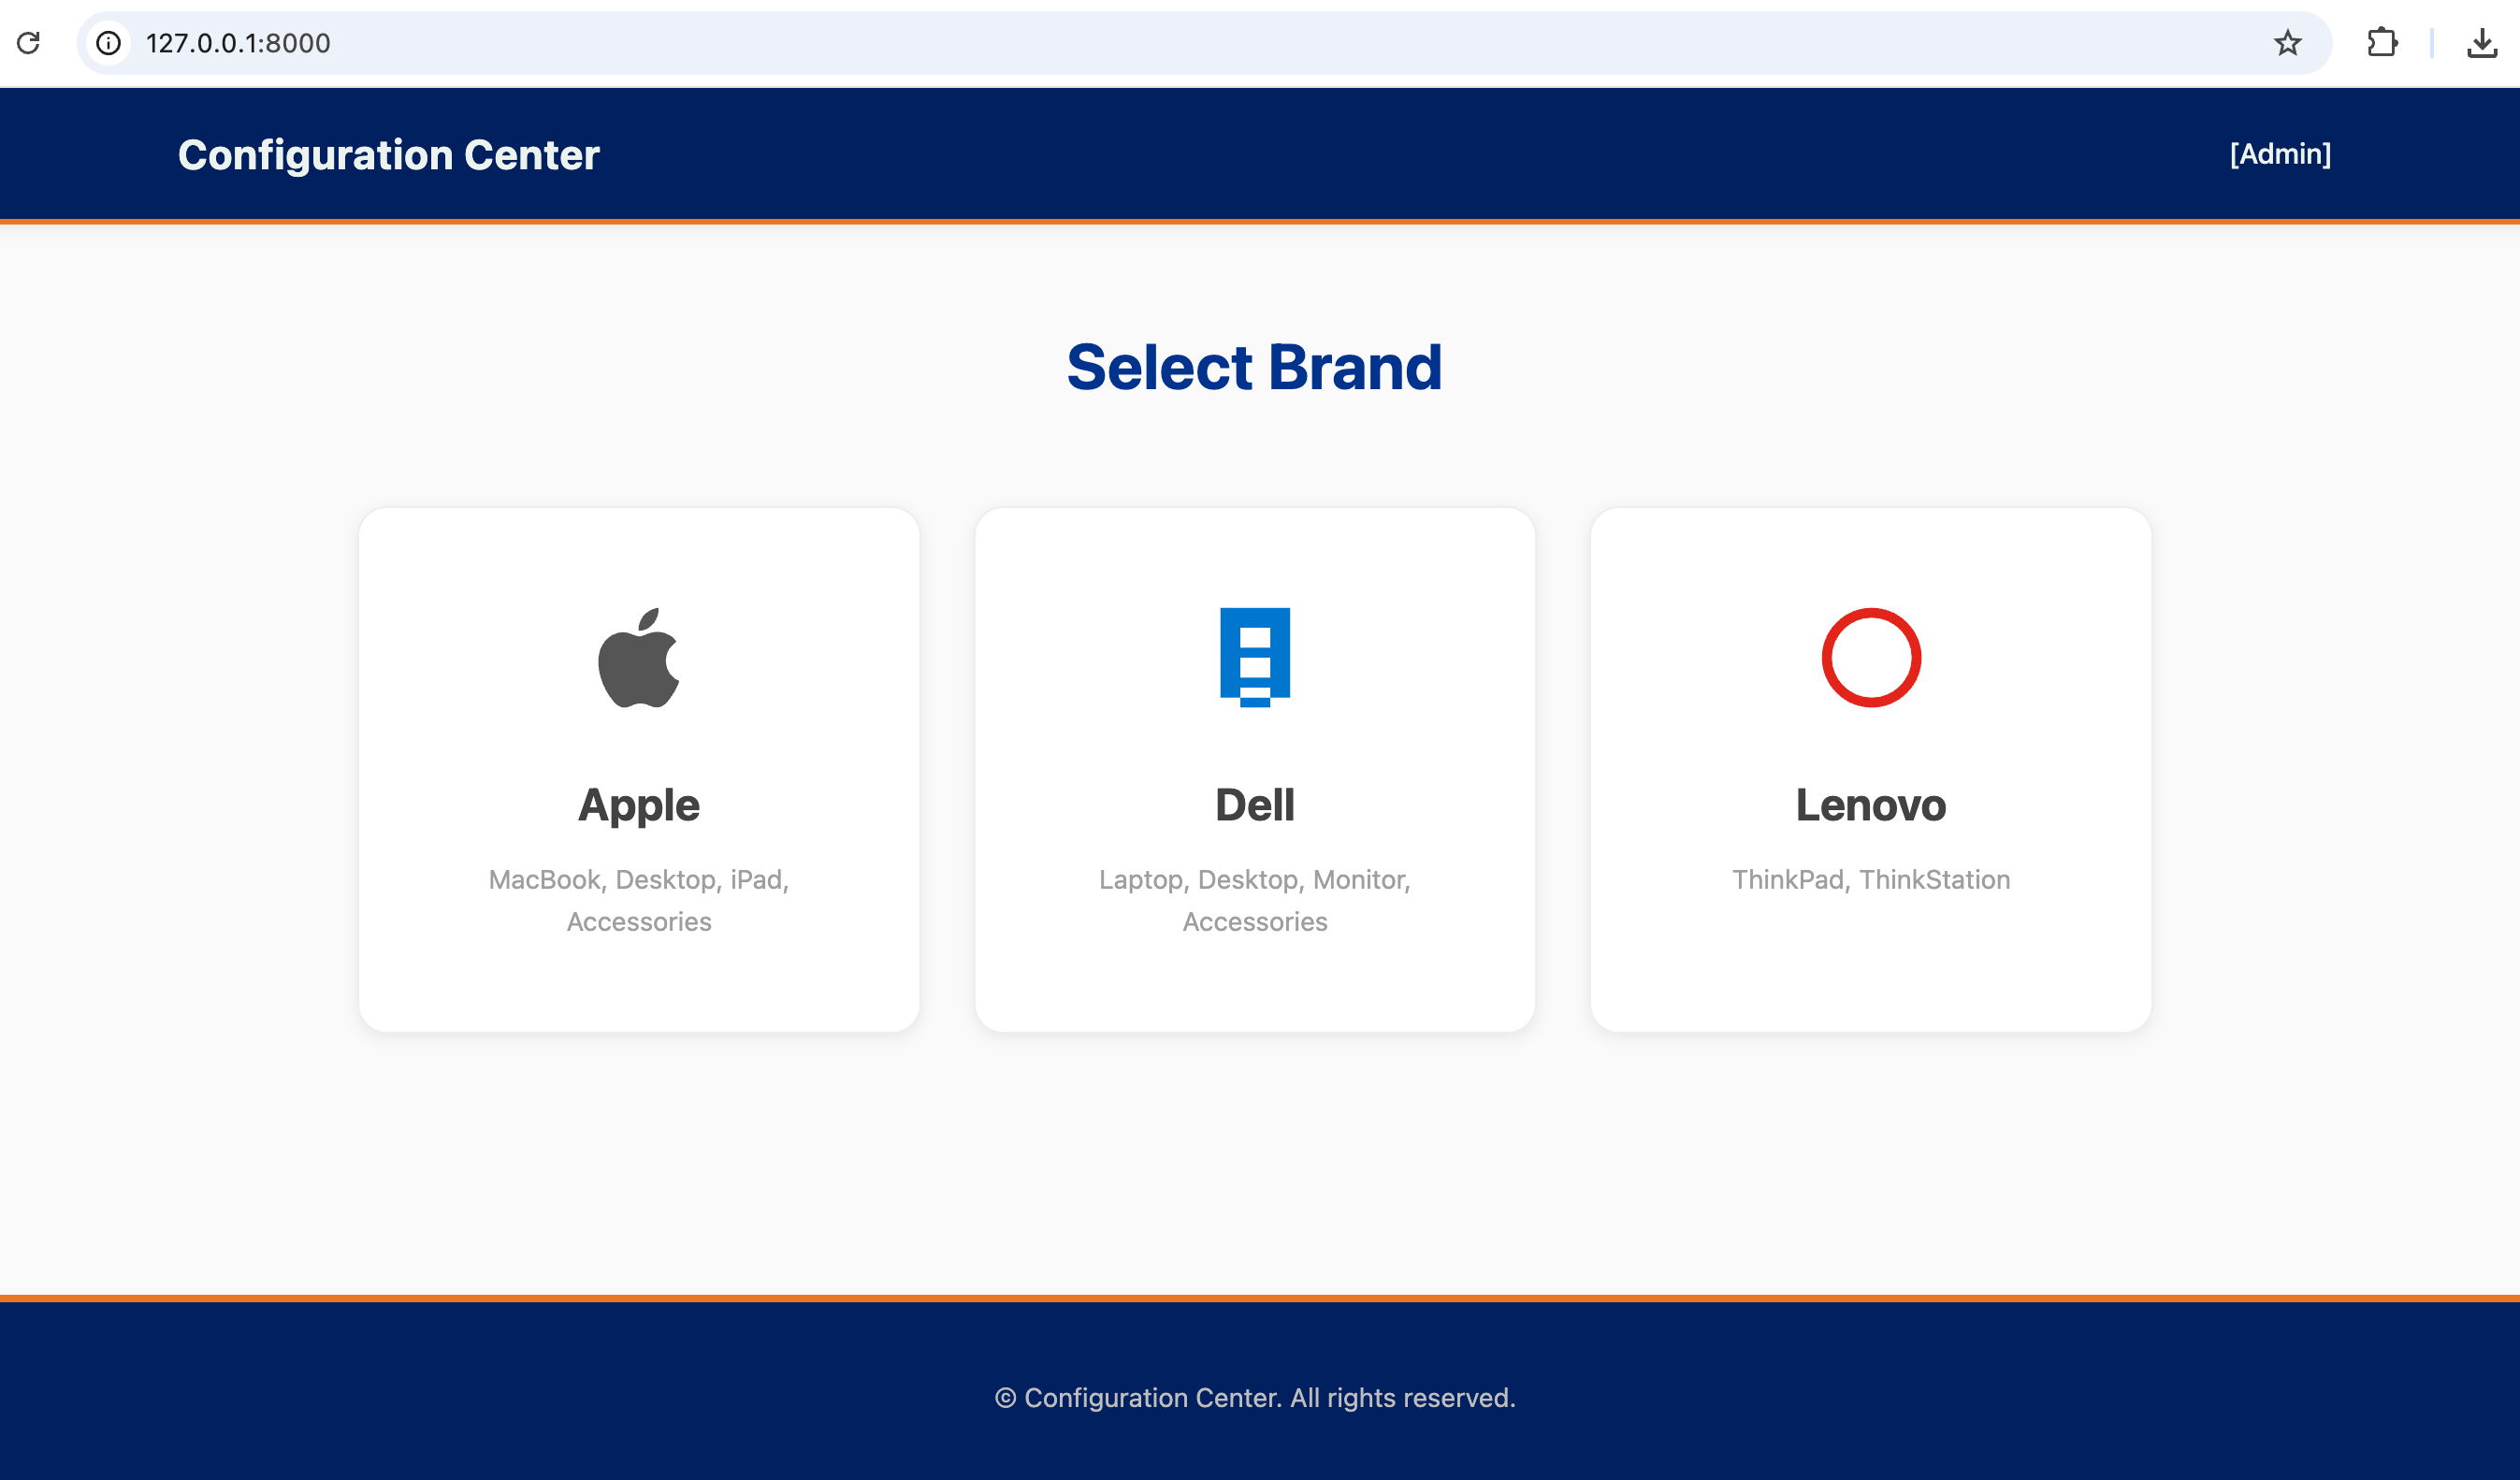 127.0.0.1:8000
Configuration Center
[Admin]
Select Brand
Apple
MacBook, Desktop, iPad,
Accessories
Dell
Laptop, Desktop, Monitor,
Accessories
Lenovo
ThinkPad, ThinkStation
© Configuration Center. All rights reserved.